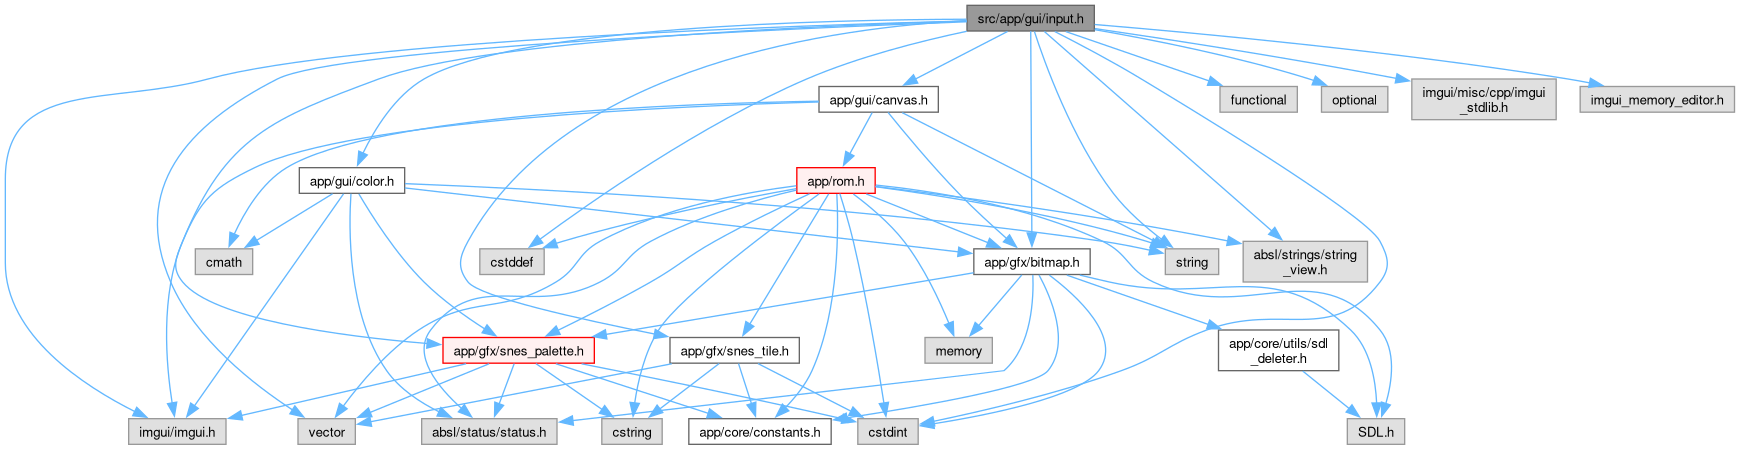 src/app/gui/input.h
app/gui/canvas.h
functional
optional
imgui/misc/cpp/imgui
_stdlib.h
imgui_memory_editor.h
app/gui/color.h
app/rom.h
cmath
cstddef
app/gfx/bitmap.h
string
absl/strings/string
_view.h
app/gfx/snes_palette.h
app/gfx/snes_tile.h
memory
app/core/utils/sdl
_deleter.h
imgui/imgui.h
vector
absl/status/status.h
cstring
app/core/constants.h
cstdint
SDL.h